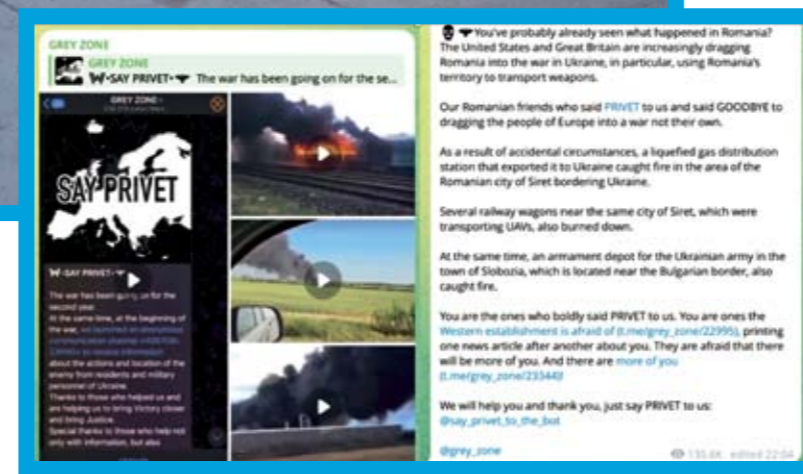 GREY ZONE
GREY ZONE
SAY PRIVET The war has been going on for the se...
GREY ZONE
SAY PRIVET
SAY PRIVET
The war has been going on for the
second year.
At the same time, at the beginning of
the war,
about the actions and location of the
enemy from residents and military
personnel of Ukraine.
Thanks to those who helped us and
are helping us to bring Victory closer
and bring Justice.
Special thanks to those who help not
only with information, but also
You've probably already seen what happened in Romania?
The United States and Great Britain are increasingly dragging
Romania into the war in Ukraine, in particular, using Romania's
territory to transport weapons.
Our Romanian friends who said PRIVET to us and said GOODBYE to
dragging the people of Europe into a war not their own.
As a result of accidental circumstances, a liquefied gas distribution
station that exported it to Ukraine caught fire in the area of the
Romanian city of Siret bordering Ukraine.
Several railway wagons near the same city of Siret, which were
transporting UAVs, also burned down.
At the same time, an armament depot for the Ukrainian army in the
town of Slobozia, which is located near the Bulgarian border, also
caught fire.
You are the ones who boldly said PRIVET to us. You are ones the
Western establishment is afraid of (t.me/grey_zone/22995), printing
one news article after another about you. They are afraid that there
will be more of you. And there are more of you
(t.me/grey_zone/23344)!
We will help you and thank you, just say PRIVET to us:
@say_privet_to_the_bot
@grey_zone
edited 22:04